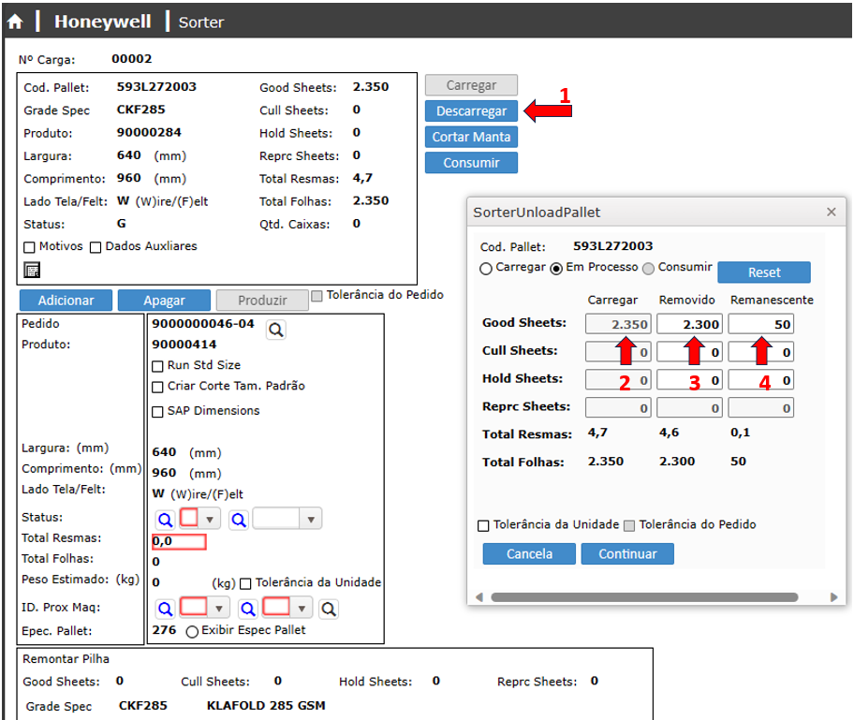 Honeywell Sorter
Nº Carga: 00002
Cod. Pallet: 593L272003 Good Sheets: 2.350
Grade Spec CKF285 Cull Sheets: 0
Produto: 90000284 Hold Sheets: 0
Largura: 640 (mm) Reprc Sheets: 0
Comprimento: 960 (mm) Total Resmas: 4,7
Lado Tela/Felt: W (W)ire/(F)elt Total Folhas: 2.350
Status: G Qtd. Caixas: 0
Motivos Dados Auxliares
Carregar
Descarregar 1
Cortar Manta
Consumir
Adicionar Apagar Produzir Tolerância do Pedido
Pedido 9000000046-04
Produto: 90000414
Run Std Size
Criar Corte Tam. Padrão
SAP Dimensions
Largura: (mm) 640 (mm)
Comprimento: (mm) 960 (mm)
Lado Tela/Felt: W (W)ire/(F)elt
Status:
Total Resmas: 0,0
Total Folhas: 0
Peso Estimado: (kg) 0 (kg) Tolerância da Unidade
ID. Prox Maq:
Epec. Pallet: 276 Exibir Espec Pallet
SorterUnloadPallet ×
Cod. Pallet: 593L272003
Carregar Em Processo Consumir Reset
Carregar Removido Remanescente
Good Sheets: 2.350 2.300 50
Cull Sheets: 0 0 0
Hold Sheets: 2 0 3 0 4 0
Reprc Sheets: 0 0 0
Total Resmas: 4,7 4,6 0,1
Total Folhas: 2.350 2.300 50
Tolerância da Unidade Tolerância do Pedido
Cancela Continuar
Remontar Pilha
Good Sheets: 0 Cull Sheets: 0 Hold Sheets: 0 Reprc Sheets: 0
Grade Spec CKF285 KLAFOLD 285 GSM